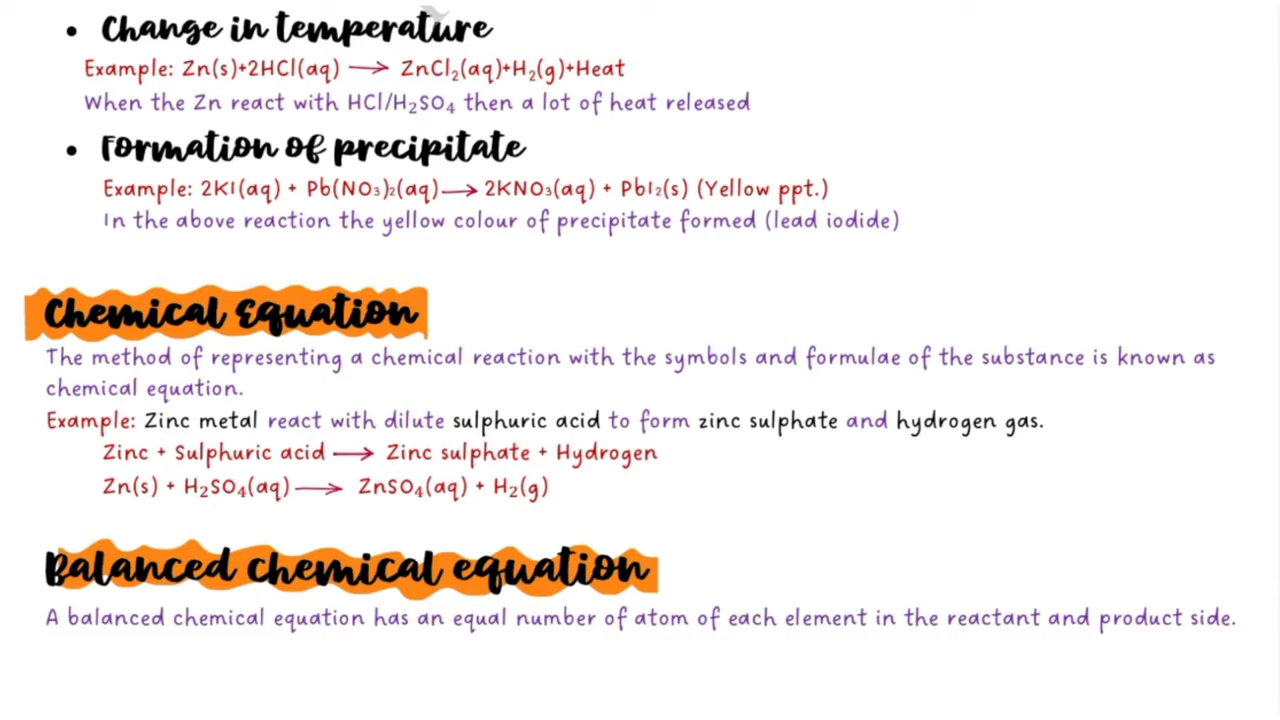 • Change in temperature
Example: Zn(s)+2HCl(aq) ⟶ ZnCl₂(aq)+H₂(g)+Heat
When the Zn react with HCl/H₂SO₄ then a lot of heat released
• Formation of precipitate
Example: 2KI(aq) + Pb(NO₃)₂(aq)⟶ 2KNO₃(aq) + PbI₂(s) (Yellow ppt.)
In the above reaction the yellow colour of precipitate formed (lead iodide)
Chemical Equation
The method of representing a chemical reaction with the symbols and formulae of the substance is known as
chemical equation.
Example: Zinc metal react with dilute sulphuric acid to form zinc sulphate and hydrogen gas.
Zinc + Sulphuric acid ⟶ Zinc sulphate + Hydrogen
Zn(s) + H₂SO₄(aq) ⟶ ZnSO₄(aq) + H₂(g)
Balanced chemical equation
A balanced chemical equation has an equal number of atom of each element in the reactant and product side.